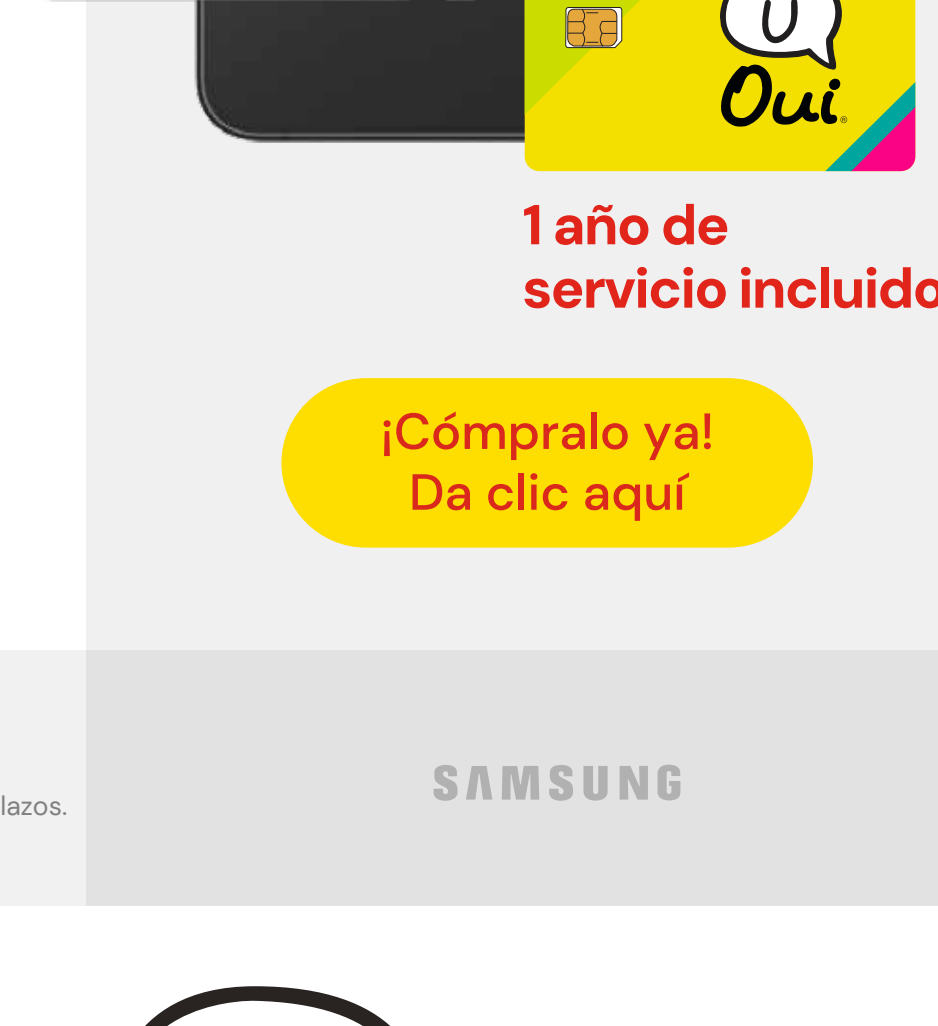 U
Oui®
1 año de
servicio incluido
¡Cómpralo ya!
Da clic aquí
lazos.
SAMSUNG